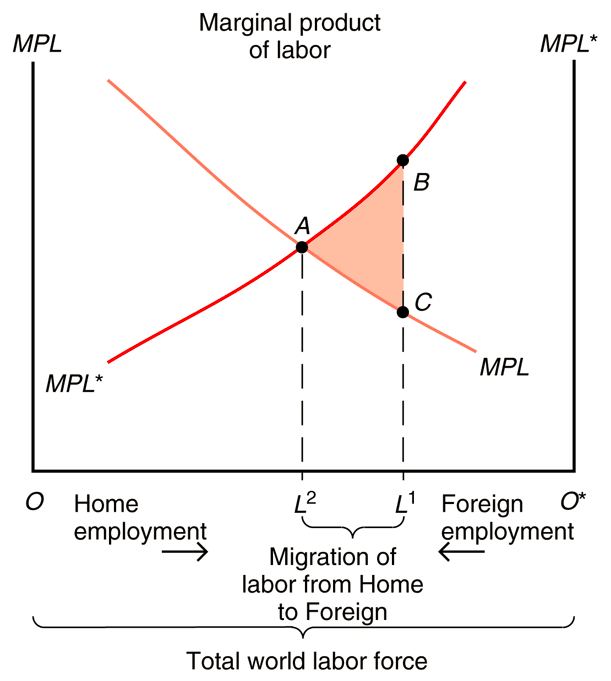 Marginal product
of labor
MPL
MPL*
A
B
C
MPL
MPL*
O
Home
employment
L²
L¹
Foreign
employment
O*
Migration of
labor from Home
to Foreign
Total world labor force